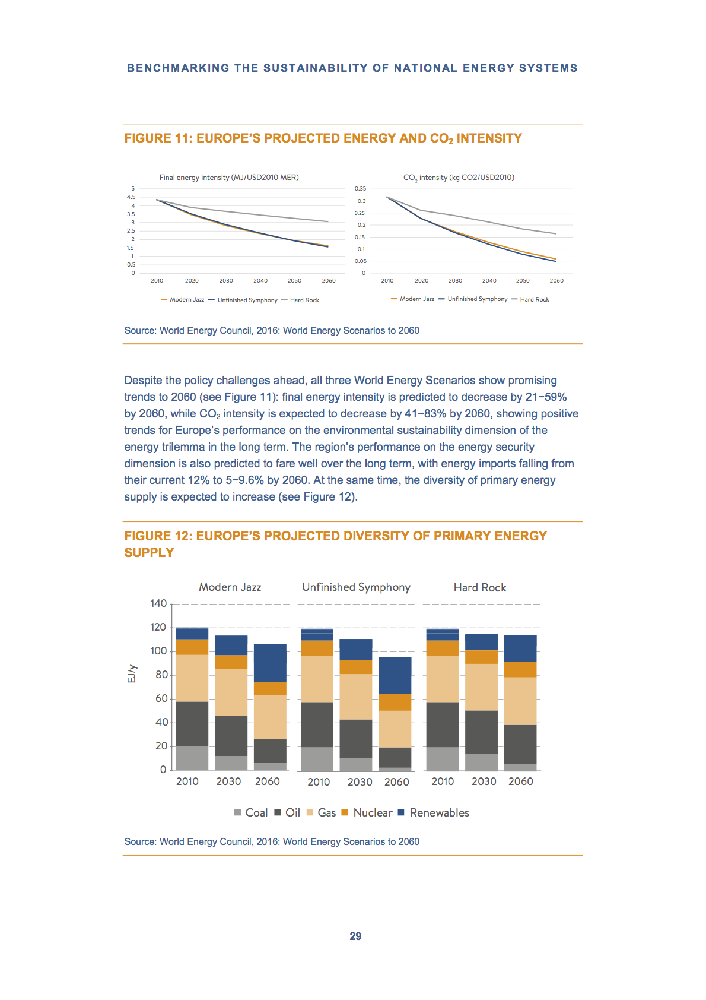 BENCHMARKING THE SUSTAINABILITY OF NATIONAL ENERGY SYSTEMS
FIGURE 11: EUROPE'S PROJECTED ENERGY AND CO₂ INTENSITY
Final energy intensity (MJ/USD2010 MER)
5
4.5
4
3.5
3
2.5
2
1.5
1
0.5
0
2010 2020 2030 2040 2050 2060
Modern Jazz Unfinished Symphony Hard Rock
CO₂ intensity (kg CO2/USD2010)
0.35
0.3
0.25
0.2
0.15
0.1
0.05
0
2010 2020 2030 2040 2050 2060
Modern Jazz Unfinished Symphony Hard Rock
Source: World Energy Council, 2016: World Energy Scenarios to 2060
Despite the policy challenges ahead, all three World Energy Scenarios show promising
trends to 2060 (see Figure 11): final energy intensity is predicted to decrease by 21−59%
by 2060, while CO₂ intensity is expected to decrease by 41−83% by 2060, showing positive
trends for Europe's performance on the environmental sustainability dimension of the
energy trilemma in the long term. The region's performance on the energy security
dimension is also predicted to fare well over the long term, with energy imports falling from
their current 12% to 5−9.6% by 2060. At the same time, the diversity of primary energy
supply is expected to increase (see Figure 12).
FIGURE 12: EUROPE'S PROJECTED DIVERSITY OF PRIMARY ENERGY
SUPPLY
Modern Jazz Unfinished Symphony Hard Rock
EJ/y
140
120
100
80
60
40
20
0
2010 2030 2060 2010 2030 2060 2010 2030 2060
Coal Oil Gas Nuclear Renewables
Source: World Energy Council, 2016: World Energy Scenarios to 2060
29